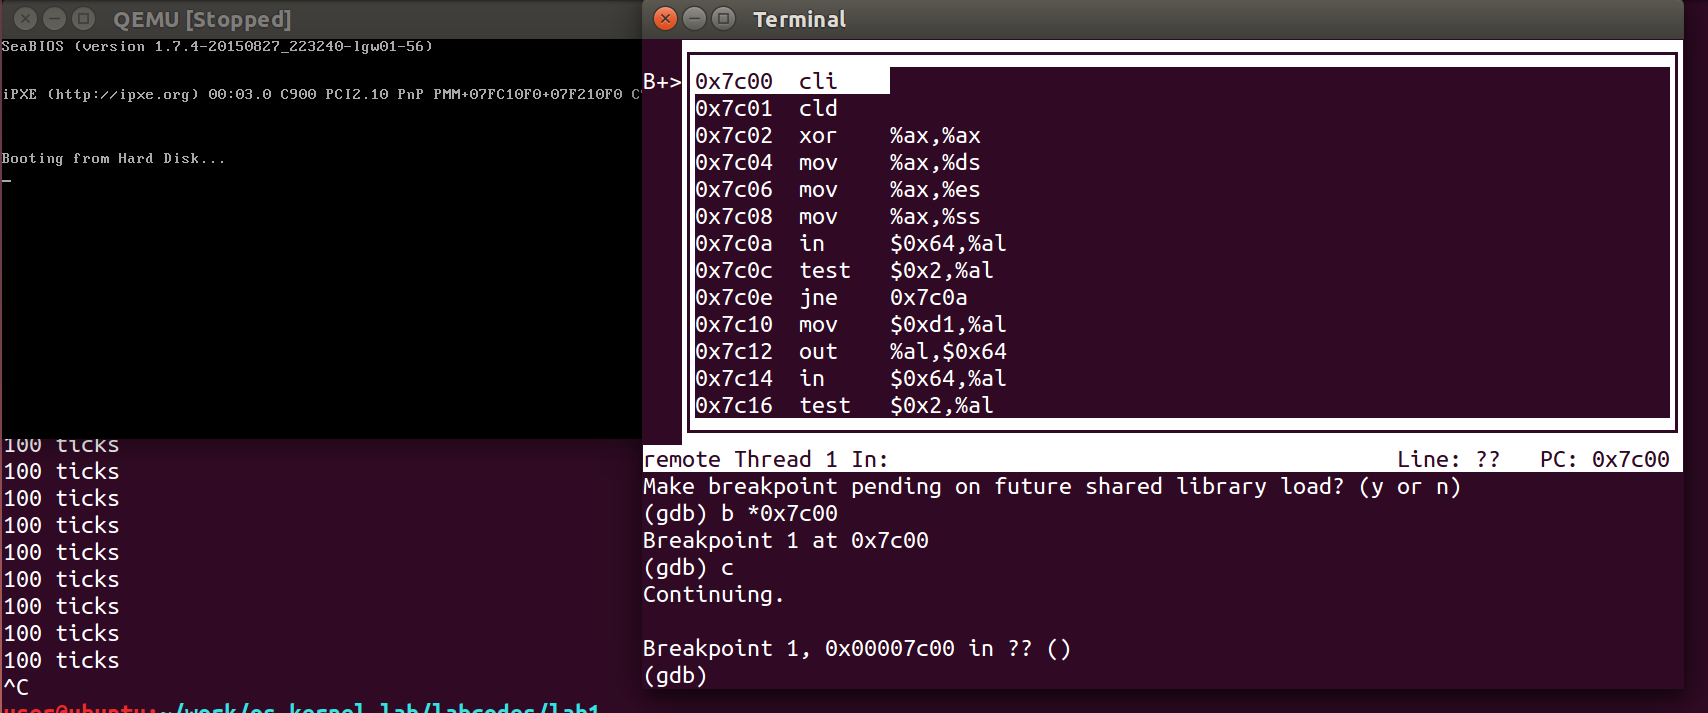 QEMU [Stopped]
SeaBIOS (version 1.7.4-20150827_223240-lgw01-56)
iPXE (http://ipxe.org) 00:03.0 C900 PCI2.10 PnP PMM+07FC10F0+07F210F0
Booting from Hard Disk...
100 ticks
100 ticks
100 ticks
100 ticks
100 ticks
100 ticks
100 ticks
100 ticks
100 ticks
^C
user@ubuntu:~/work/os_kernel_lab/labcodes/lab1
Terminal
B+> 0x7c00 cli
0x7c01 cld
0x7c02 xor %ax,%ax
0x7c04 mov %ax,%ds
0x7c06 mov %ax,%es
0x7c08 mov %ax,%ss
0x7c0a in $0x64,%al
0x7c0c test $0x2,%al
0x7c0e jne 0x7c0a
0x7c10 mov $0xd1,%al
0x7c12 out %al,$0x64
0x7c14 in $0x64,%al
0x7c16 test $0x2,%al
remote Thread 1 In: Line: ?? PC: 0x7c00
Make breakpoint pending on future shared library load? (y or n)
(gdb) b *0x7c00
Breakpoint 1 at 0x7c00
(gdb) c
Continuing.
Breakpoint 1, 0x00007c00 in ?? ()
(gdb)